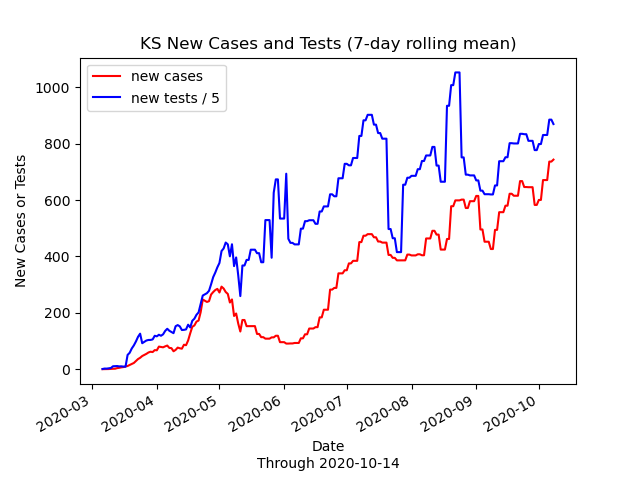 KS New Cases and Tests (7-day rolling mean)
new cases
new tests / 5
1000
800
600
400
200
0
New Cases or Tests
2020-03
2020-04
2020-05
2020-06
2020-07
2020-08
2020-09
2020-10
Date
Through 2020-10-14